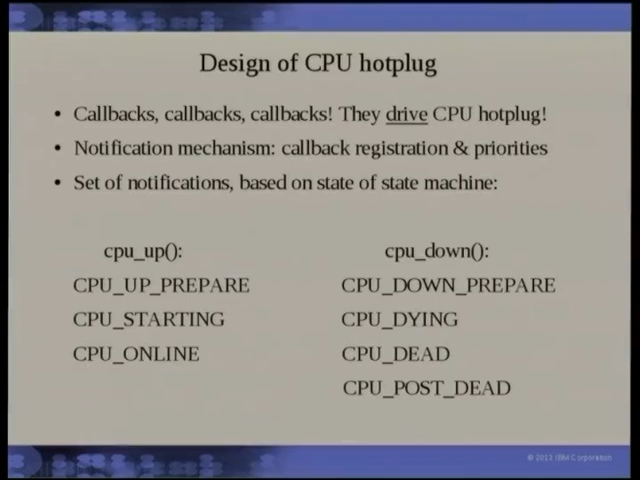 Design of CPU hotplug
• Callbacks, callbacks, callbacks! They drive CPU hotplug!
• Notification mechanism: callback registration & priorities
• Set of notifications, based on state of state machine:
cpu_up():
CPU_UP_PREPARE
CPU_STARTING
CPU_ONLINE
cpu_down():
CPU_DOWN_PREPARE
CPU_DYING
CPU_DEAD
CPU_POST_DEAD
© 2013 IBM Corporation